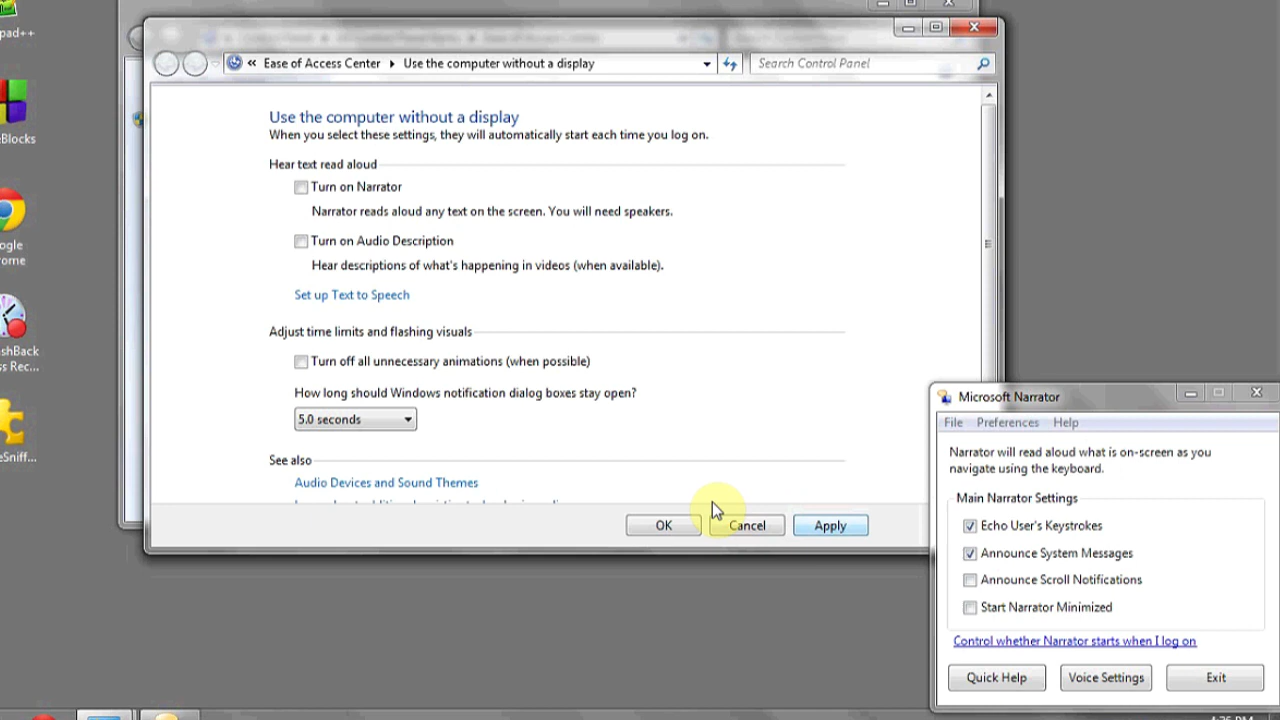 pad++
eBlocks
ogle
ome
shBack
ss Rec...
eSniff...
« Ease of Access Center ▸ Use the computer without a display
Search Control Panel
Use the computer without a display
When you select these settings, they will automatically start each time you log on.
Hear text read aloud
Turn on Narrator
Narrator reads aloud any text on the screen. You will need speakers.
Turn on Audio Description
Hear descriptions of what's happening in videos (when available).
Set up Text to Speech
Adjust time limits and flashing visuals
Turn off all unnecessary animations (when possible)
How long should Windows notification dialog boxes stay open?
5.0 seconds
See also
Audio Devices and Sound Themes
OK
Cancel
Apply
Microsoft Narrator
File Preferences Help
Narrator will read aloud what is on-screen as you
navigate using the keyboard.
Main Narrator Settings
Echo User's Keystrokes
Announce System Messages
Announce Scroll Notifications
Start Narrator Minimized
Control whether Narrator starts when I log on
Quick Help
Voice Settings
Exit